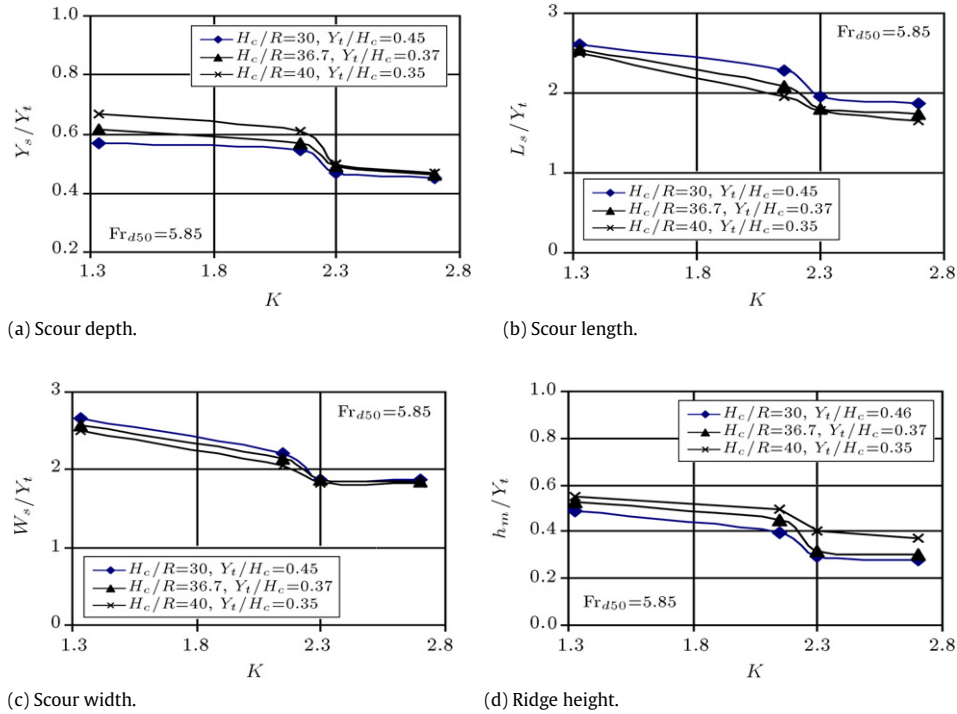 1.0
0.8
0.6
0.4
0.2
Y_s/Y_t
H_c/R=30, Y_t/H_c=0.45
H_c/R=36.7, Y_t/H_c=0.37
H_c/R=40, Y_t/H_c=0.35
Fr_{d50}=5.85
1.3 1.8 2.3 2.8
K
(a) Scour depth.
3
2
1
0
L_s/Y_t
Fr_{d50}=5.85
H_c/R=30, Y_t/H_c=0.45
H_c/R=36.7, Y_t/H_c=0.37
H_c/R=40, Y_t/H_c=0.35
1.3 1.8 2.3 2.8
K
(b) Scour length.
3
2
1
0
W_s/Y_t
Fr_{d50}=5.85
H_c/R=30, Y_t/H_c=0.45
H_c/R=36.7, Y_t/H_c=0.37
H_c/R=40, Y_t/H_c=0.35
1.3 1.8 2.3 2.8
K
(c) Scour width.
1.0
0.8
0.6
0.4
0.2
0.0
h_m/Y_t
H_c/R=30, Y_t/H_c=0.46
H_c/R=36.7, Y_t/H_c=0.37
H_c/R=40, Y_t/H_c=0.35
Fr_{d50}=5.85
1.3 1.8 2.3 2.8
K
(d) Ridge height.